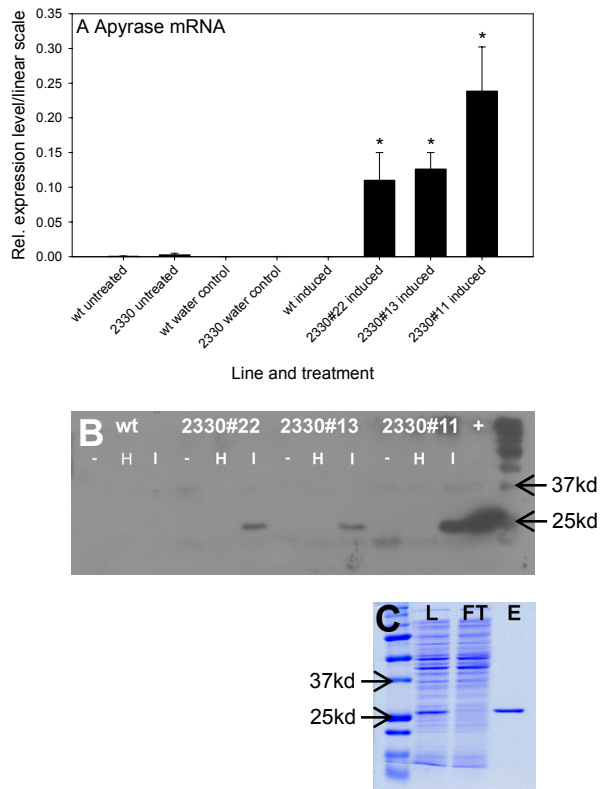 A Apyrase mRNA
Rel. expression level/linear scale
0.35
0.30
0.25
0.20
0.15
0.10
0.05
0.00
* * *
wt untreated
2330 untreated
wt water control
2330 water control
wt induced
2330#22 induced
2330#13 induced
2330#11 induced
Line and treatment
B wt 2330#22 2330#13 2330#11 +
- H I - H I - H I - H I
37kd
25kd
C L FT E
37kd
25kd